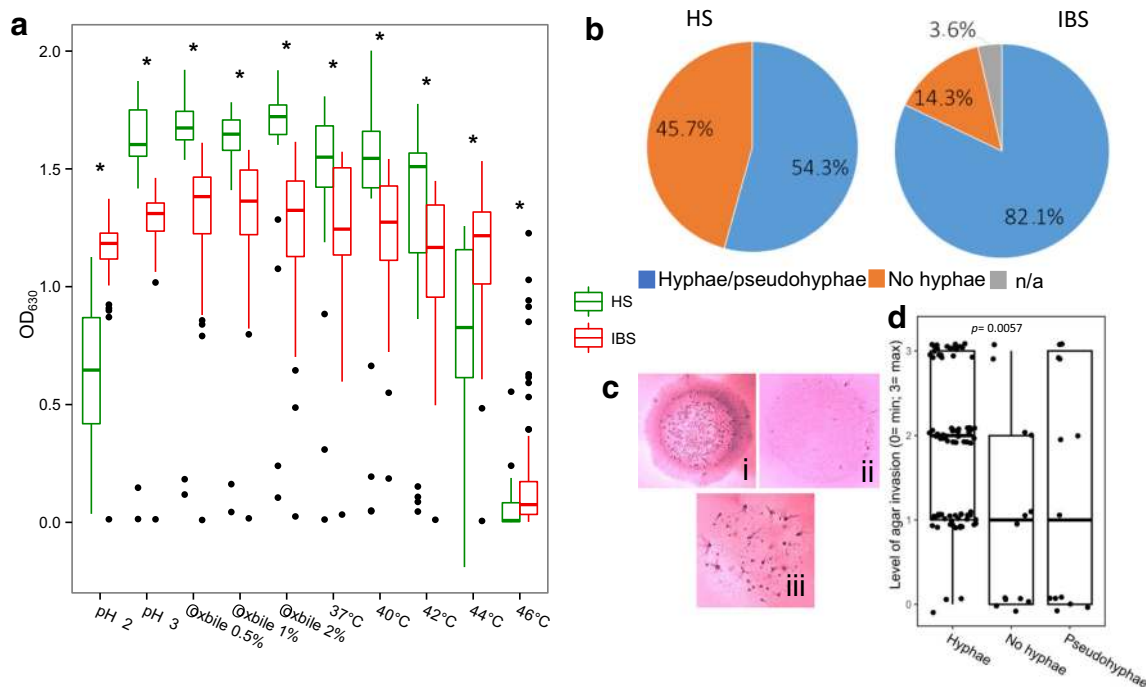 a
OD630
2.0
1.5
1.0
0.5
0.0
* * * * * * * * * *
pH 2
pH 3
Oxbile 0.5%
Oxbile 1%
Oxbile 2%
37°C
40°C
42°C
44°C
46°C
HS
IBS
b
HS
IBS
45.7%
54.3%
3.6%
14.3%
82.1%
Hyphae/pseudohyphae No hyphae n/a
c
i
ii
iii
d
p= 0.0057
Level of agar invasion (0= min; 3= max)
3
2
1
0
Hyphae
No hyphae
Pseudohyphae